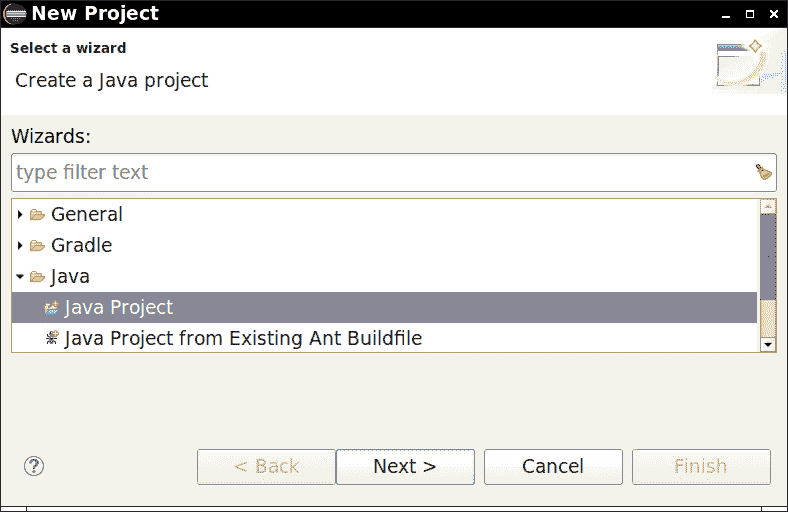 New Project
Select a wizard
Create a Java project
Wizards:
type filter text
General
Gradle
Java
Java Project
Java Project from Existing Ant Buildfile
?
< Back Next > Cancel Finish